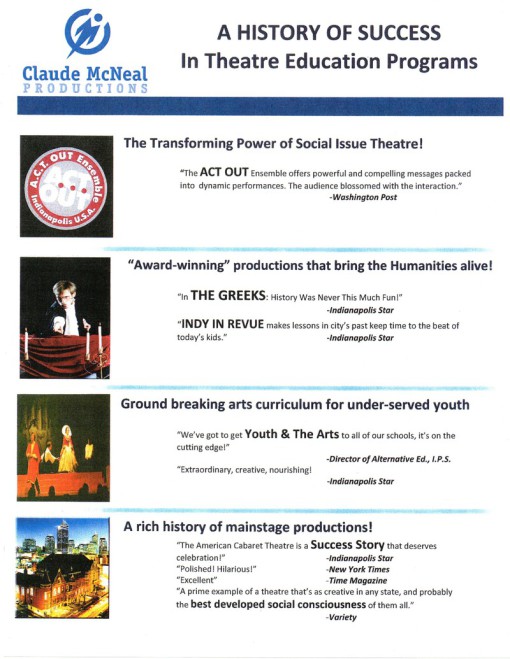 A HISTORY OF SUCCESS
In Theatre Education Programs
Claude McNeal
PRODUCTIONS
The Transforming Power of Social Issue Theatre!
A.C.T. OUT Ensemble
ACT
OUT
Indianapolis U.S.A.
"The ACT OUT Ensemble offers powerful and compelling messages packed
into dynamic performances. The audience blossomed with the interaction."
-Washington Post
"Award-winning" productions that bring the Humanities alive!
"In THE GREEKS: History Was Never This Much Fun!"
-Indianapolis Star
"INDY IN REVUE makes lessons in city's past keep time to the beat of
today's kids." -Indianapolis Star
Ground breaking arts curriculum for under-served youth
"We've got to get Youth & The Arts to all of our schools, it's on the
cutting edge!"
-Director of Alternative Ed., I.P.S.
"Extraordinary, creative, nourishing!
-Indianapolis Star
A rich history of mainstage productions!
"The American Cabaret Theatre is a Success Story that deserves
celebration!" -Indianapolis Star
"Polished! Hilarious!" -New York Times
"Excellent" -Time Magazine
"A prime example of a theatre that's as creative in any state, and probably
the best developed social consciousness of them all."
-Variety